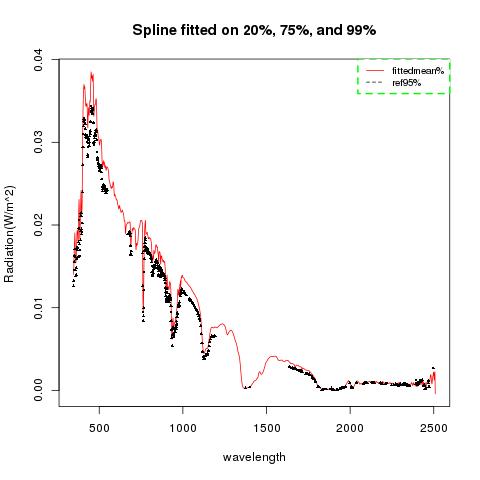 Spline fitted on 20%, 75%, and 99%
fittedmean%
ref95%
Radiation(W/m^2)
0.04
0.03
0.02
0.01
0.00
500 1000 1500 2000 2500
wavelength